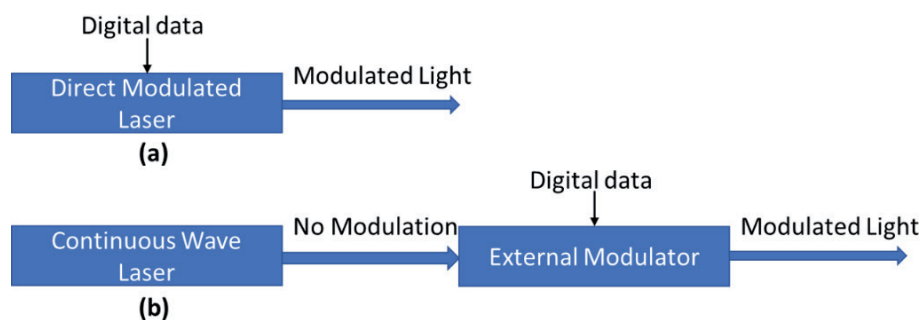 Digital data
Direct Modulated
Laser
Modulated Light
(a)
Digital data
Continuous Wave
Laser
No Modulation
External Modulator
Modulated Light
(b)